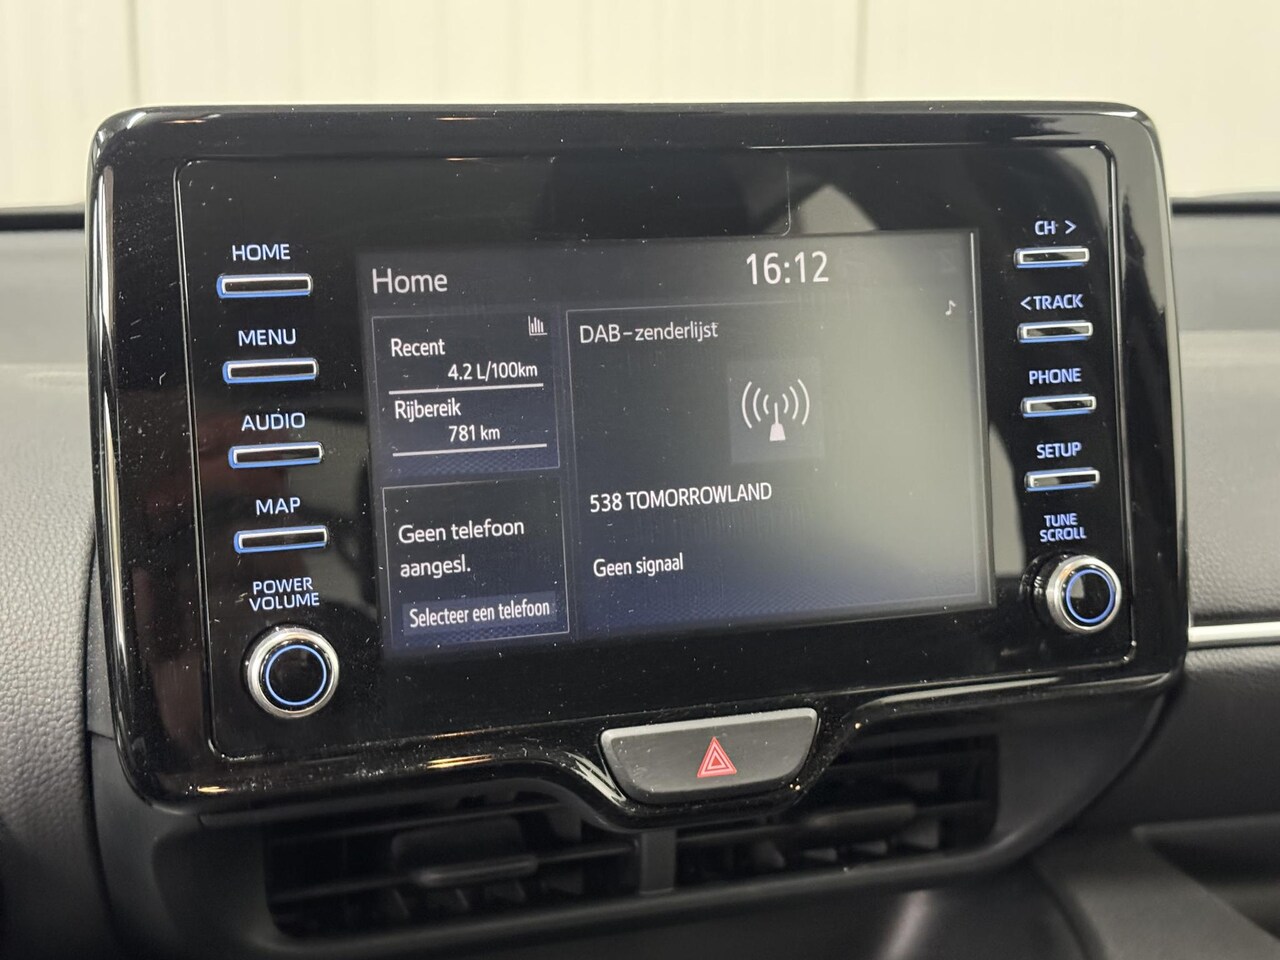 HOME
MENU
AUDIO
MAP
POWER
VOLUME
Home
16:12
Recent
4.2 L/100km
Rijbereik
781 km
Geen telefoon
aangesl.
Selecteer een telefoon
DAB-zenderlijst
538 TOMORROWLAND
Geen signaal
CH >
< TRACK
PHONE
SETUP
TUNE
SCROLL